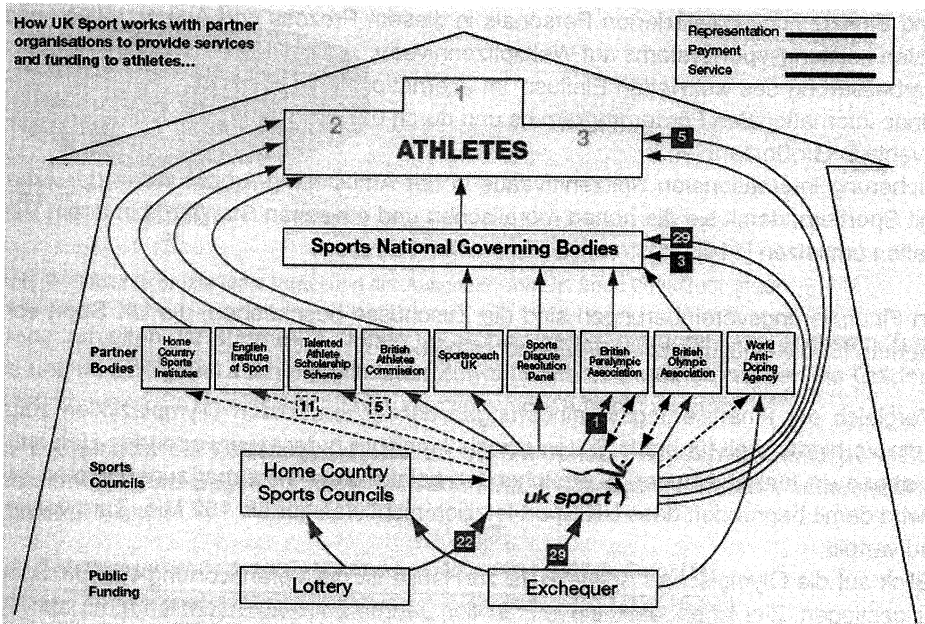 How UK Sport works with partner
organisations to provide services
and funding to athletes...
Representation
Payment
Service
1
2
3
ATHLETES
5
Sports National Governing Bodies
29
3
Partner
Bodies
Home
Country
Sports
Institutes
English
Institute
of Sport
Talented
Athlete
Scholarship
Scheme
British
Athletes
Commission
Sportscoach
UK
Sports
Dispute
Resolution
Panel
British
Paralympic
Association
British
Olympic
Association
World
Anti-
Doping
Agency
11
5
1
Sports
Councils
Home Country
Sports Councils
uk sport
22
29
Public
Funding
Lottery
Exchequer